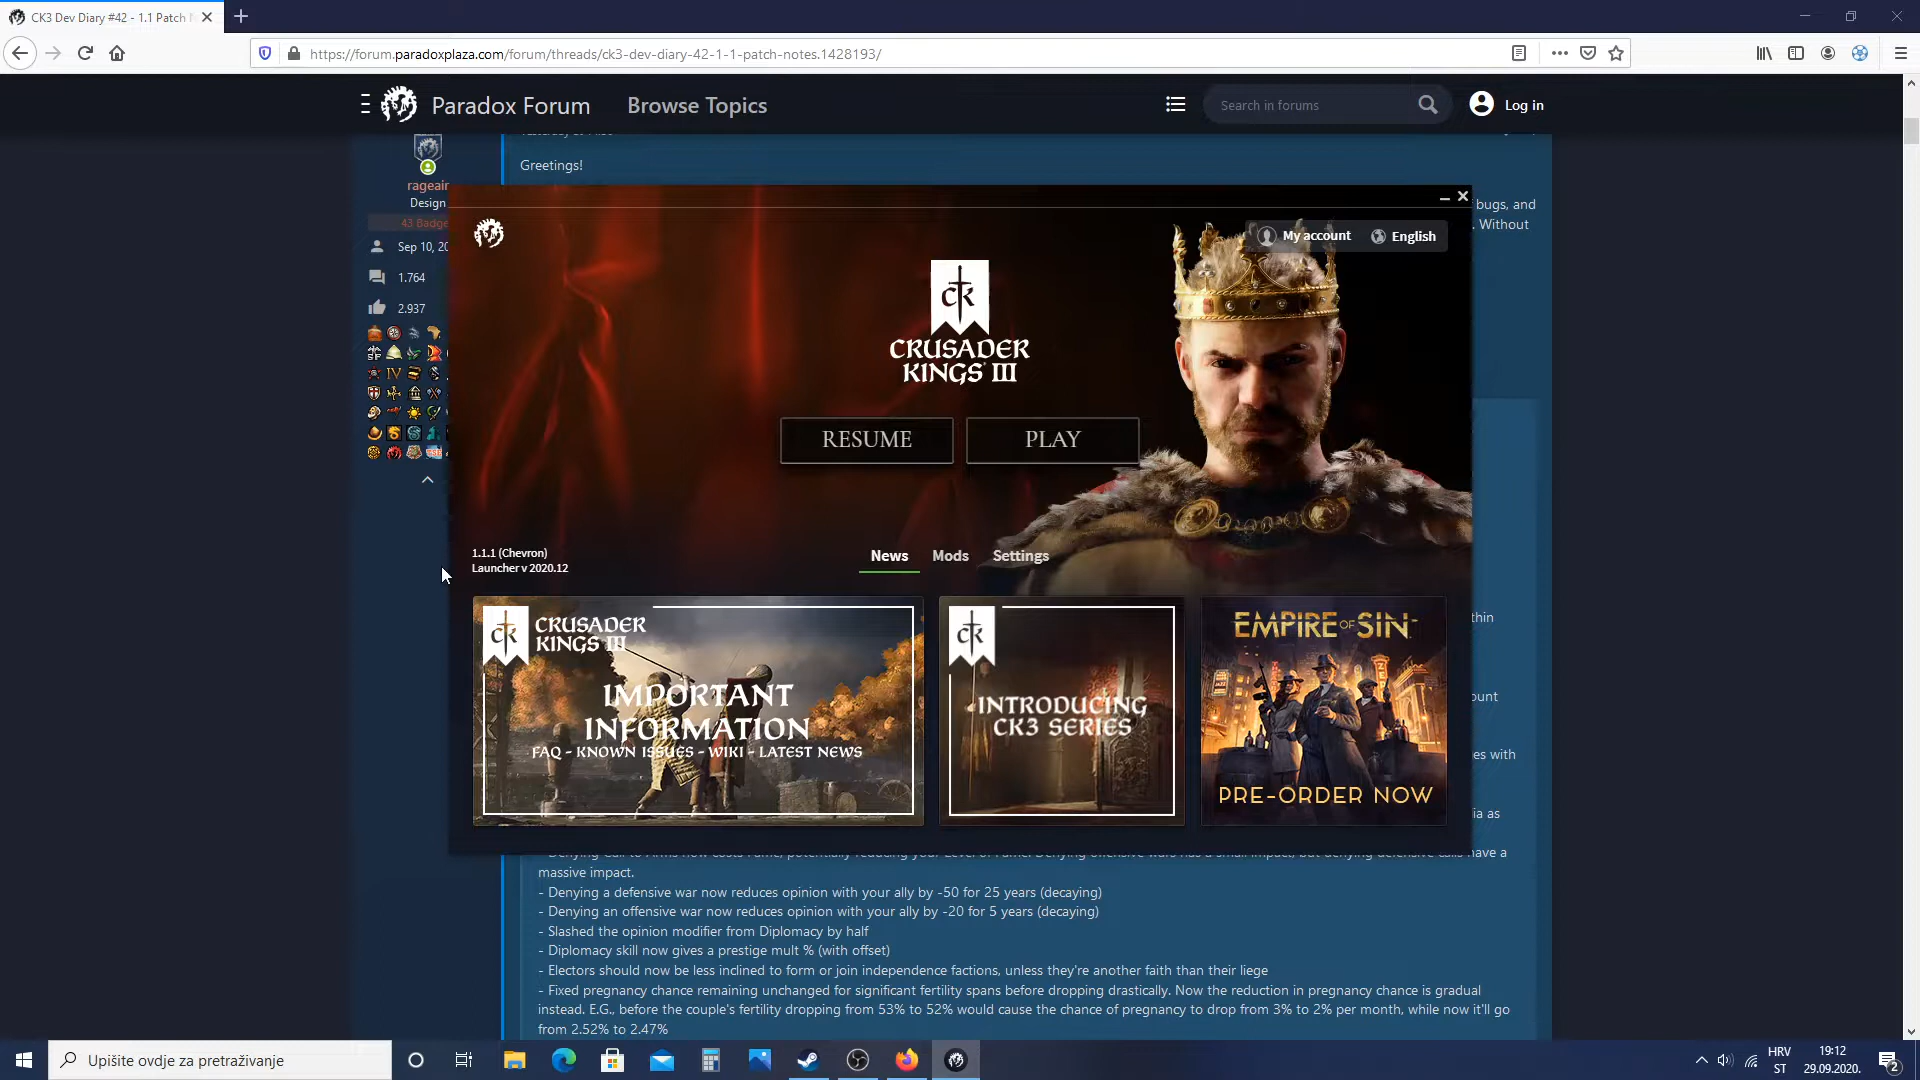 CK3 Dev Diary #42 - 1.1 Patch
https://forum.paradoxplaza.com/forum/threads/ck3-dev-diary-42-1-1-patch-notes.1428193/
Paradox Forum
Browse Topics
Search in forums
Log in
Greetings!
Design
43 Badge
Sep 10, 20
1.764
2.937
bugs, and
. Without
My account
English
ck
CRUSADER
KINGS III
RESUME
PLAY
1.1.1 (Chevron)
Launcher v 2020.12
News
Mods
Settings
ck
CRUSADER
KINGS III
IMPORTANT
INFORMATION
FAQ - KNOWN ISSUES - WIKI - LATEST NEWS
ck
INTRODUCING
CK3 SERIES
EMPIRE OF SIN
PRE-ORDER NOW
thin
es with
ia as
have a
massive impact.
- Denying a defensive war now reduces opinion with your ally by -50 for 25 years (decaying)
- Denying an offensive war now reduces opinion with your ally by -20 for 5 years (decaying)
- Slashed the opinion modifier from Diplomacy by half
- Diplomacy skill now gives a prestige mult % (with offset)
- Electors should now be less inclined to form or join independence factions, unless they're another faith than their liege
- Fixed pregnancy chance remaining unchanged for significant fertility spans before dropping drastically. Now the reduction in pregnancy chance is gradual
instead. E.G., before the couple's fertility dropping from 53% to 52% would cause the chance of pregnancy to drop from 3% to 2% per month, while now it'll go
from 2.52% to 2.47%
Upišite ovdje za pretraživanje
HRV
ST
19:12
29.09.2020.
2